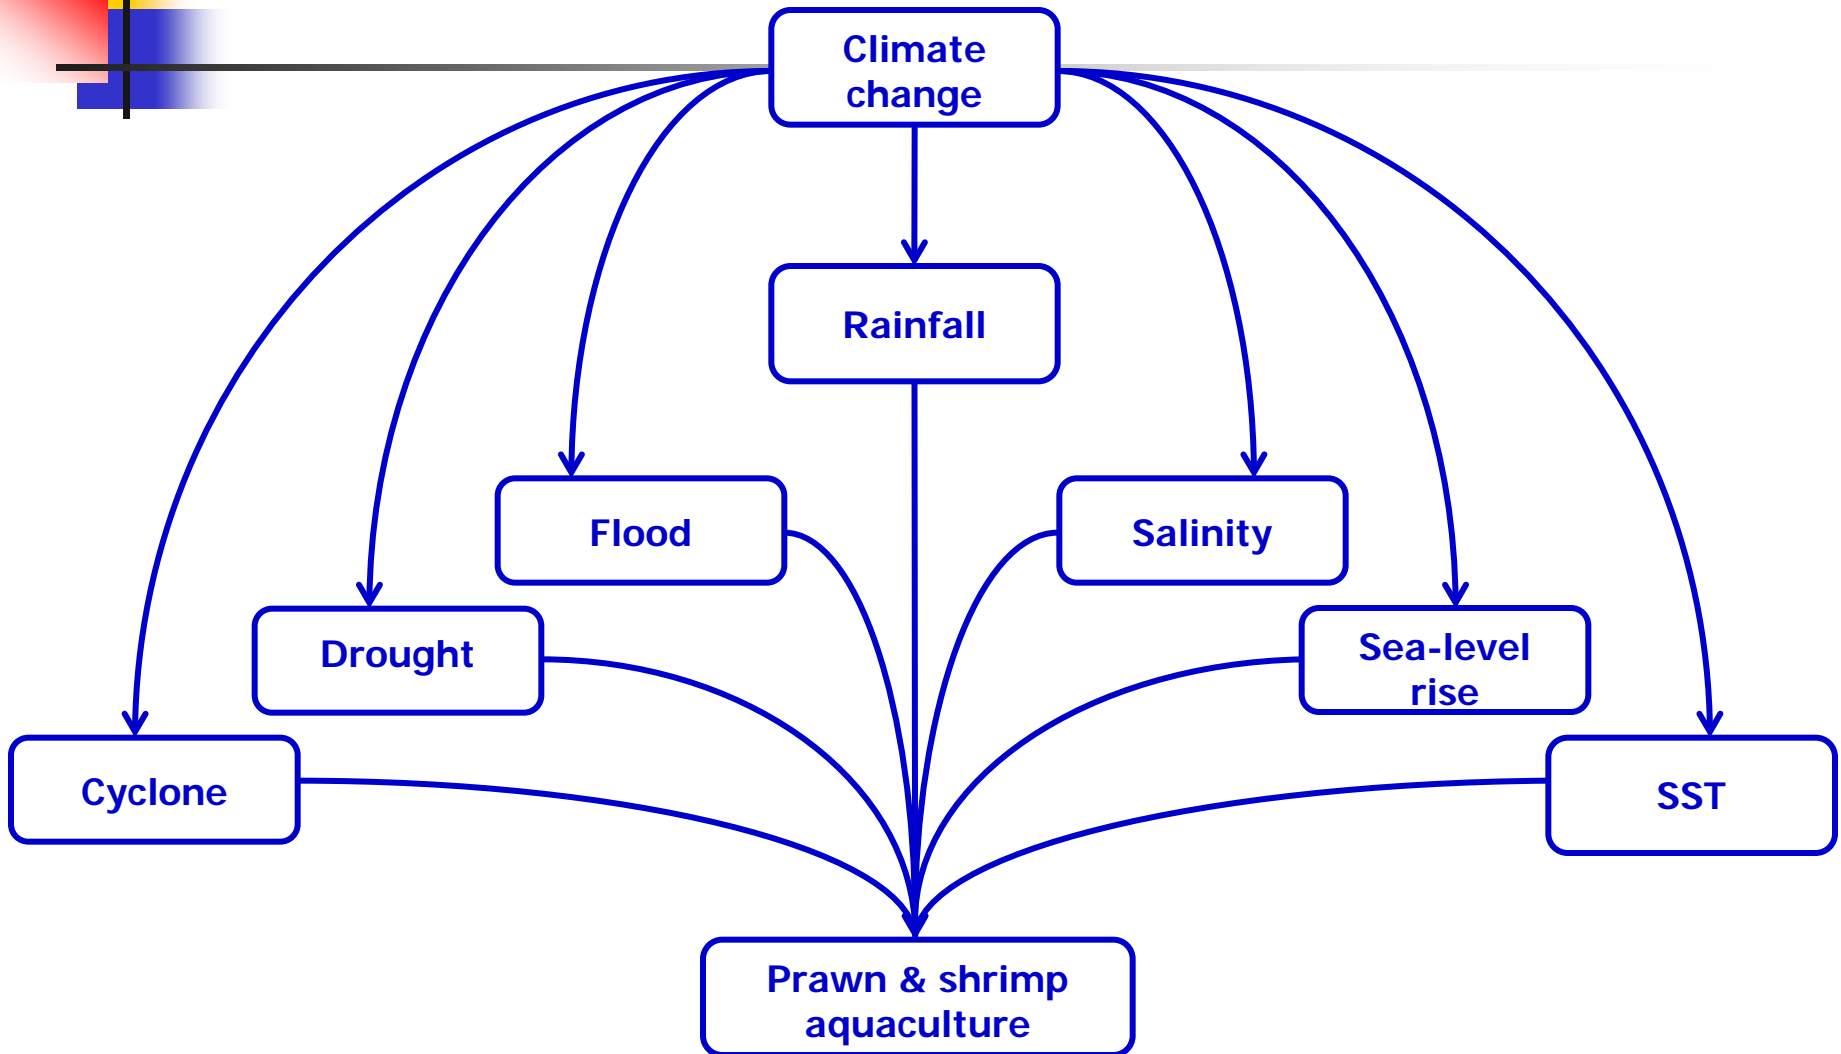 Climate
change
Rainfall
Flood
Salinity
Drought
Sea-level
rise
Cyclone
SST
Prawn & shrimp
aquaculture